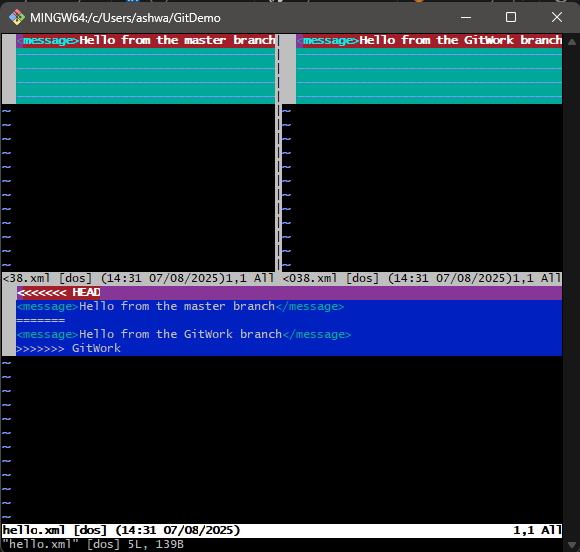 MINGW64:/c/Users/ashwa/GitDemo
<message>Hello from the master branch
<message>Hello from the GitWork branch
<38.xml [dos] (14:31 07/08/2025)1,1 All <038.xml [dos] (14:31 07/08/2025)1,1 All
<<<<<<< HEAD
<message>Hello from the master branch</message>
=======
<message>Hello from the GitWork branch</message>
>>>>>>> GitWork
hello.xml [dos] (14:31 07/08/2025) 1,1 All
"hello.xml" [dos] 5L, 139B